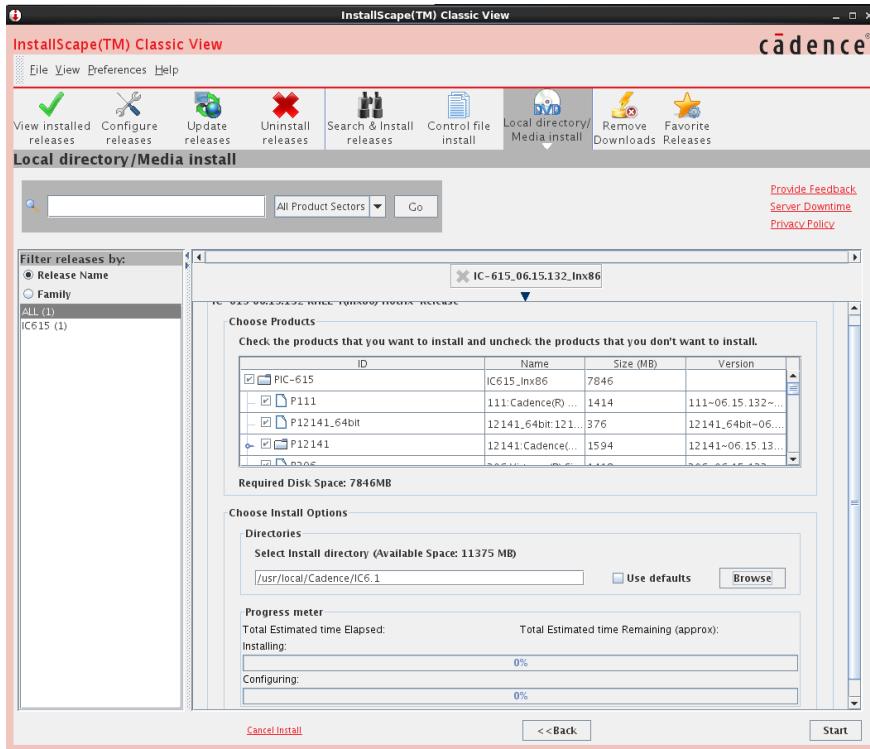 InstallScape(TM) Classic View
InstallScape(TM) Classic View
cādence®
File View Preferences Help
View installed releases
Configure releases
Update releases
Uninstall releases
Search & Install releases
Control file install
Local directory/ Media install
Remove Downloads
Favorite Releases
Local directory/Media install
All Product Sectors
Go
Provide Feedback
Server Downtime
Privacy Policy
Filter releases by:
Release Name
Family
ALL (1)
IC615 (1)
IC-615_06.15.132_lnx86
Choose Products
Check the products that you want to install and uncheck the products that you don't want to install.
ID Name Size (MB) Version
PIC-615 IC615_lnx86 7846
P111 111:Cadence(R) ... 1414 111~06.15.132~...
P12141_64bit 12141_64bit:121... 376 12141_64bit~06....
P12141 12141:Cadence(... 1594 12141~06.15.13...
Required Disk Space: 7846MB
Choose Install Options
Directories
Select Install directory (Available Space: 11375 MB)
/usr/local/Cadence/IC6.1
Use defaults
Browse
Progress meter
Total Estimated time Elapsed: Total Estimated time Remaining (approx):
Installing:
0%
Configuring:
0%
Cancel Install
<<Back
Start